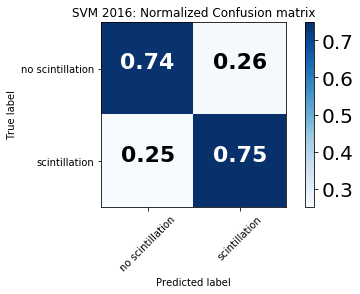 SVM 2016: Normalized Confusion matrix
no scintillation
scintillation
True label
0.74
0.26
0.25
0.75
no scintillation
scintillation
Predicted label
0.7
0.6
0.5
0.4
0.3